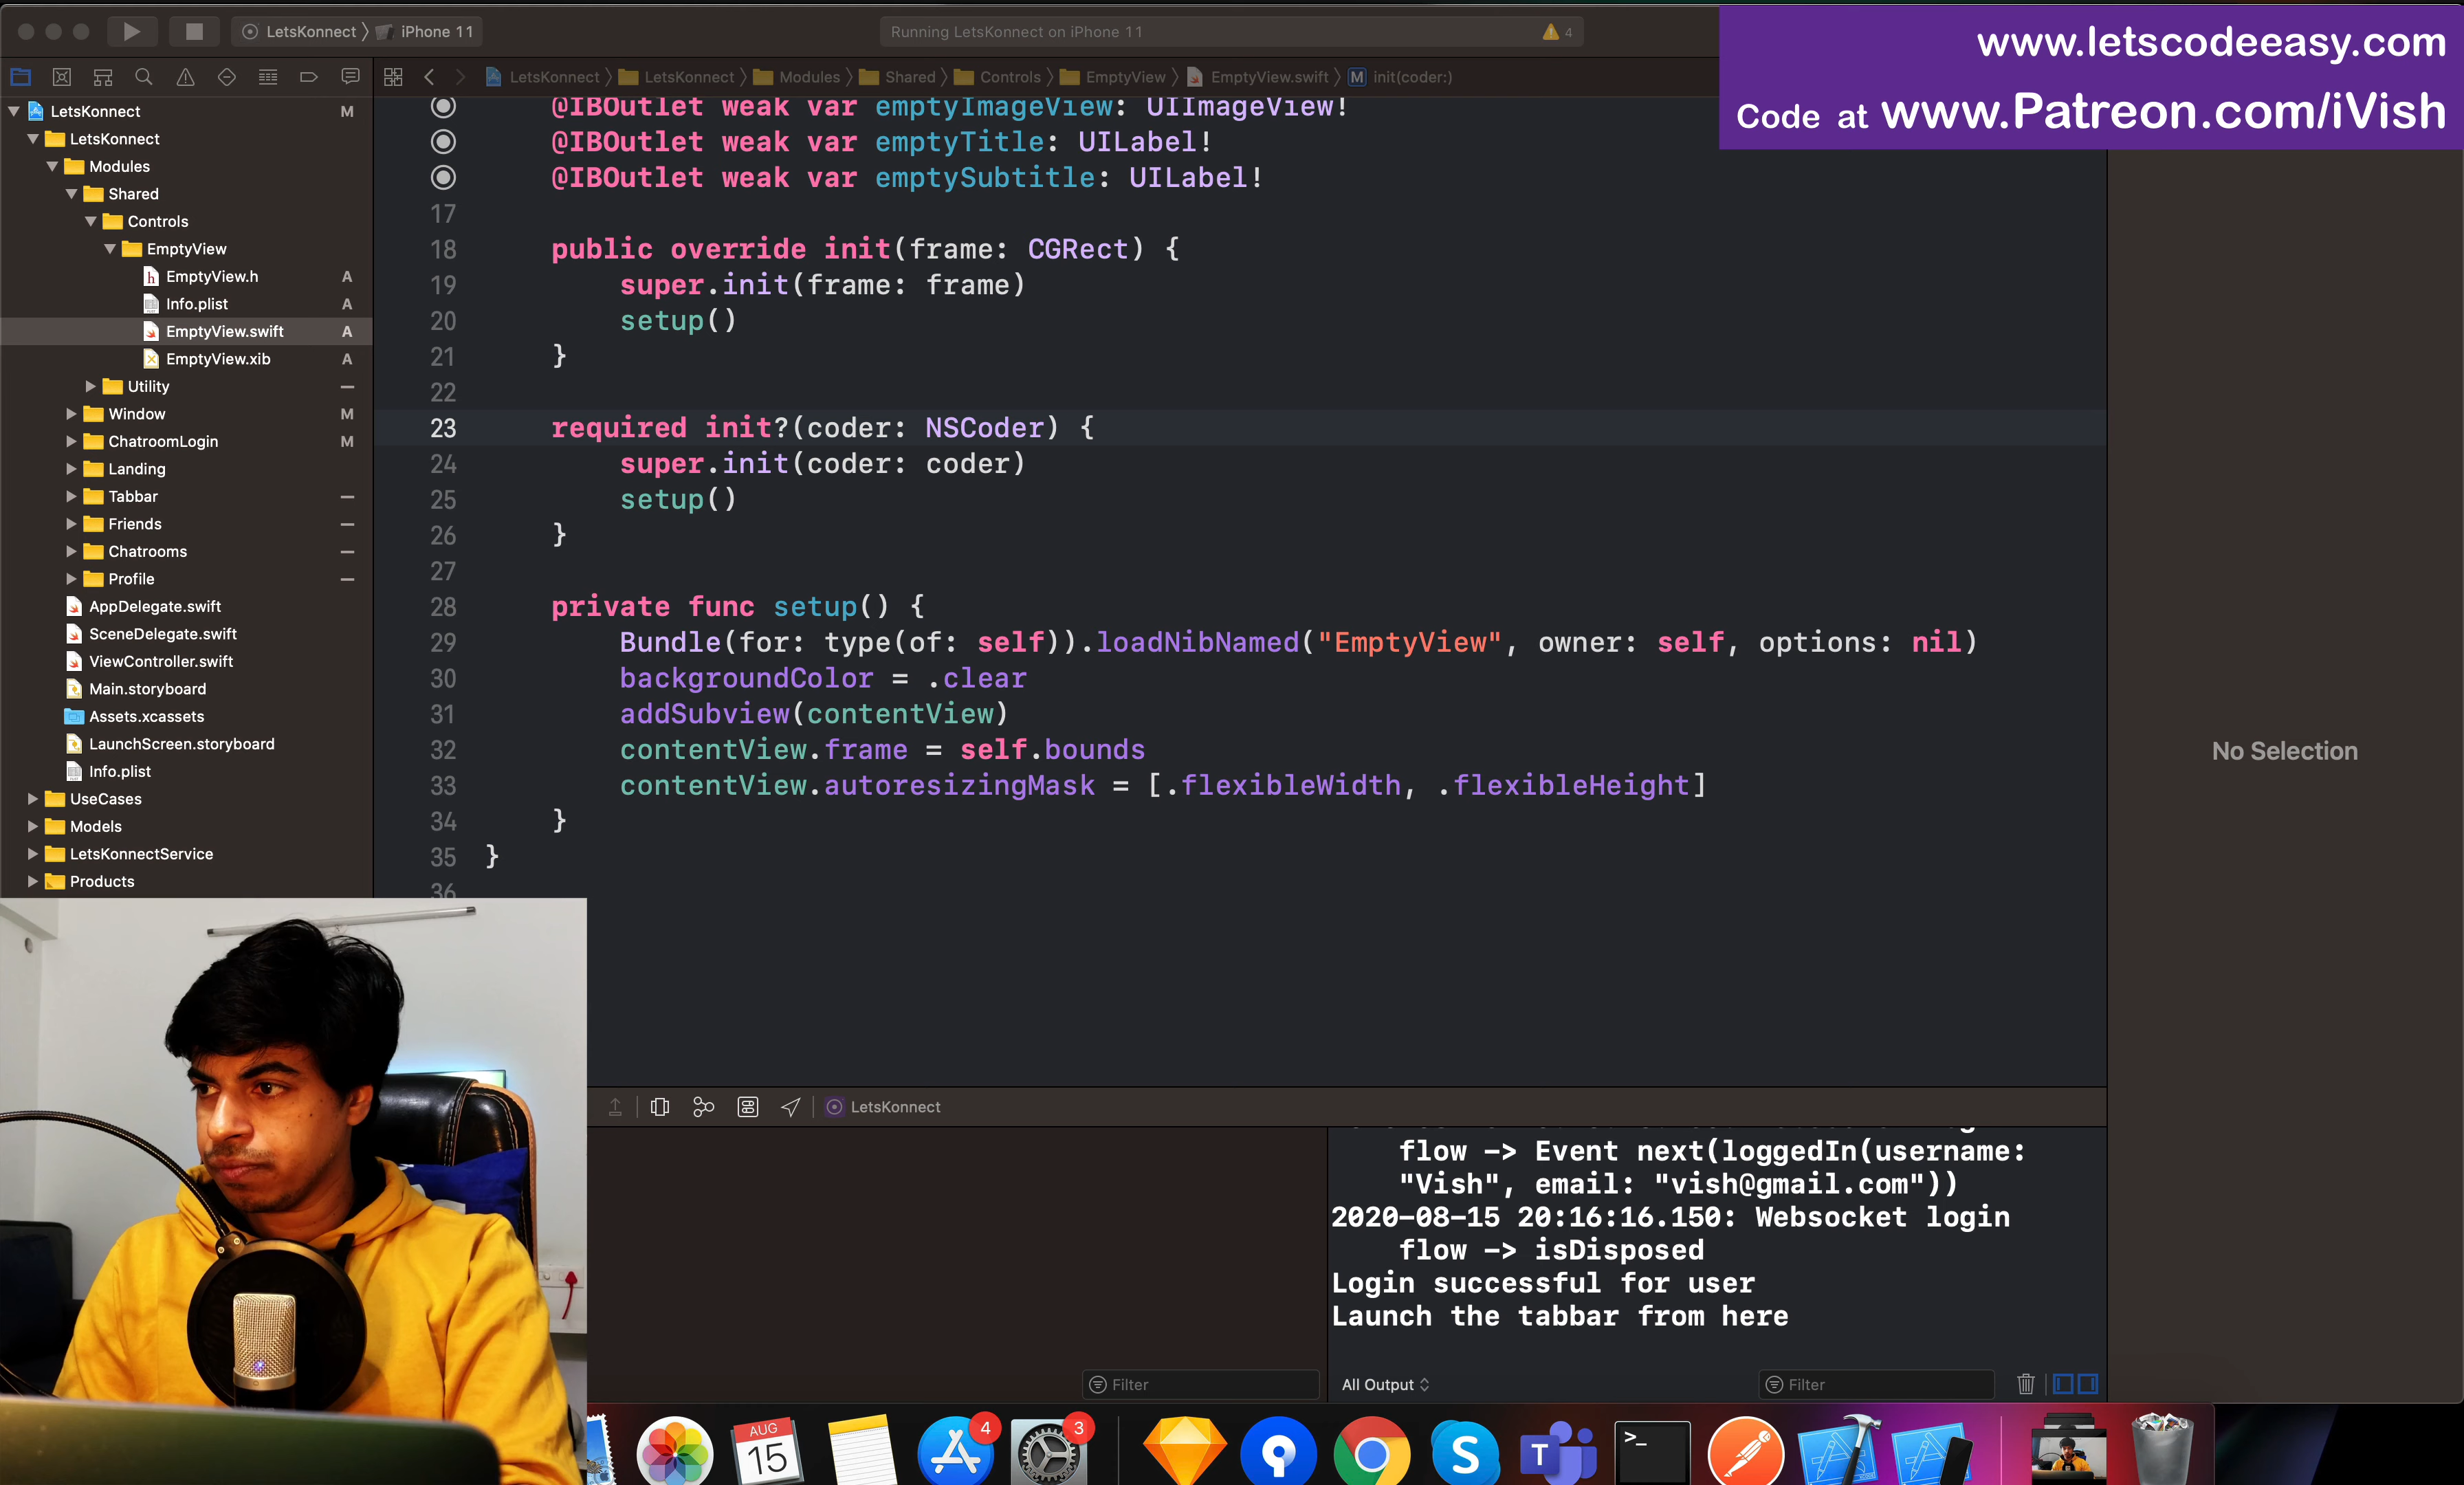 LetsKonnect
iPhone 11
Running LetsKonnect on iPhone 11
4
www.letscodeeasy.com
Code at www.Patreon.com/iVish
LetsKonnect
LetsKonnect
Modules
Shared
Controls
EmptyView
EmptyView.swift
M
init(coder:)
LetsKonnect M
LetsKonnect
Modules
Shared
Controls
EmptyView
EmptyView.h A
Info.plist A
EmptyView.swift A
EmptyView.xib A
Utility
Window M
ChatroomLogin M
Landing
Tabbar
Friends
Chatrooms
Profile
AppDelegate.swift
SceneDelegate.swift
ViewController.swift
Main.storyboard
Assets.xcassets
LaunchScreen.storyboard
Info.plist
UseCases
Models
LetsKonnectService
Products
@IBOutlet weak var emptyImageView: UIImageView!
@IBOutlet weak var emptyTitle: UILabel!
@IBOutlet weak var emptySubtitle: UILabel!
17
18 public override init(frame: CGRect) {
19 super.init(frame: frame)
20 setup()
21 }
22
23 required init?(coder: NSCoder) {
24 super.init(coder: coder)
25 setup()
26 }
27
28 private func setup() {
29 Bundle(for: type(of: self)).loadNibNamed("EmptyView", owner: self, options: nil)
30 backgroundColor = .clear
31 addSubview(contentView)
32 contentView.frame = self.bounds
33 contentView.autoresizingMask = [.flexibleWidth, .flexibleHeight]
34 }
35 }
36
No Selection
LetsKonnect
flow -> Event next(loggedIn(username:
"Vish", email: "vish@gmail.com"))
2020-08-15 20:16:16.150: Websocket login
flow -> isDisposed
Login successful for user
Launch the tabbar from here
Filter
All Output
Filter
AUG
15
4
3
S
T
>_